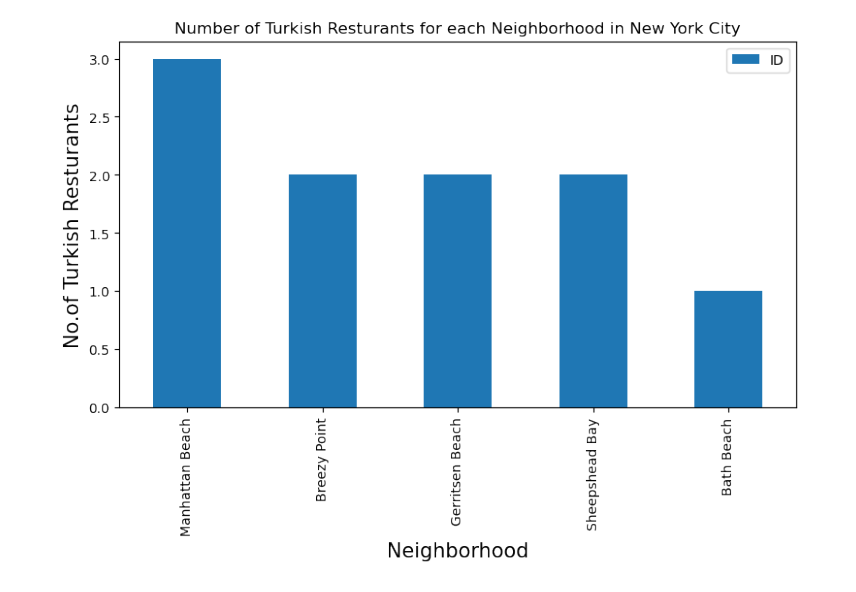 Number of Turkish Resturants for each Neighborhood in New York City
ID
No.of Turkish Resturants
3.0
2.5
2.0
1.5
1.0
0.5
0.0
Manhattan Beach
Breezy Point
Gerritsen Beach
Sheepshead Bay
Bath Beach
Neighborhood